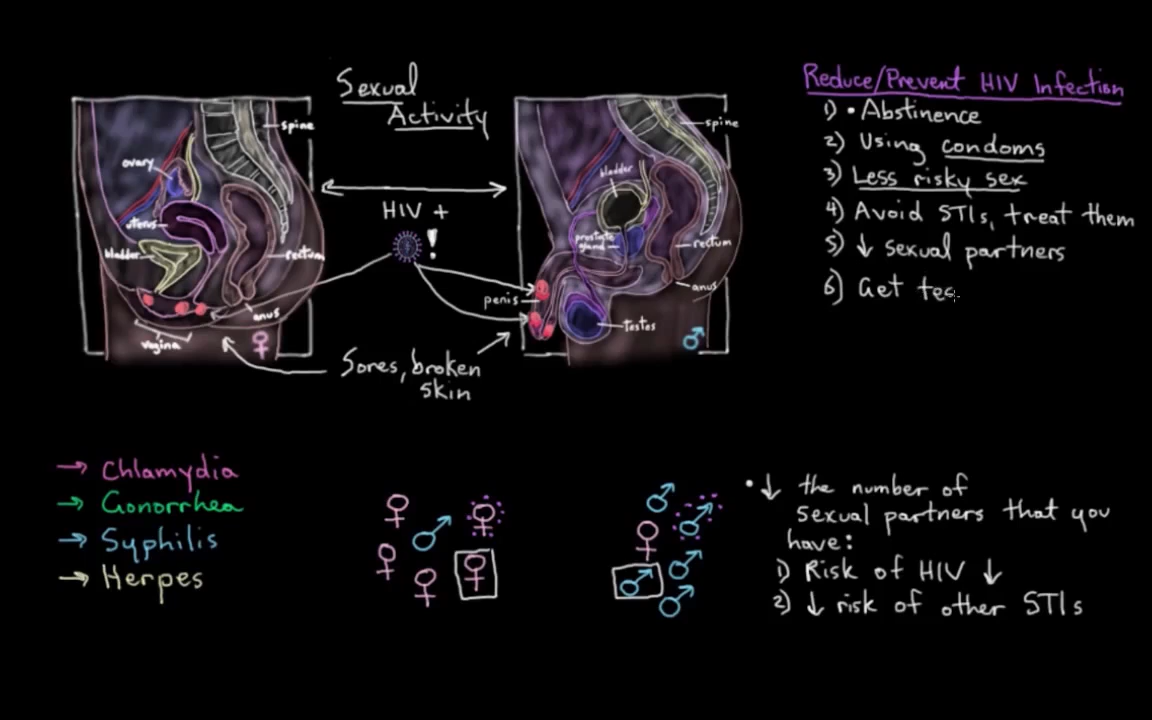 Sexual
Activity
spine
ovary
uterus
bladder
rectum
anus
vagina
♀
HIV +
!
Sores, broken
skin
spine
bladder
prostate
gland
rectum
anus
penis
testes
♂
Reduce/Prevent HIV Infection
1) • Abstinence
2) Using condoms
3) Less risky sex
4) Avoid STIs, treat them
5) ↓ sexual partners
6) Get tes
→ Chlamydia
→ Gonorrhea
→ Syphilis
→ Herpes
• ↓ the number of
sexual partners that you
have:
1) Risk of HIV ↓
2) ↓ risk of other STIs